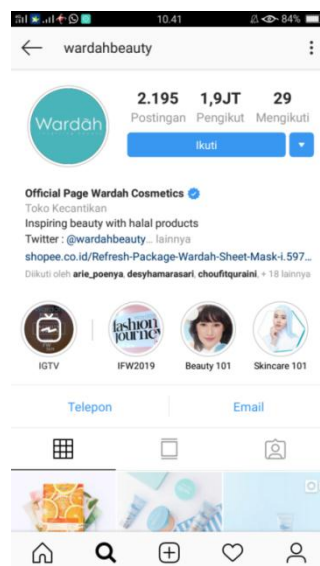 10.41
84%
wardahbeauty
Wardah
2.195 1,9JT 29
Postingan Pengikut Mengikuti
Ikuti
Official Page Wardah Cosmetics
Toko Kecantikan
Inspiring beauty with halal products
Twitter : @wardahbeauty... lainnya
shopee.co.id/Refresh-Package-Wardah-Sheet-Mask-i.597...
Diikuti oleh arie_poenya, desyhamarasari, choufitquraini, + 18 lainnya
fashion
journey
IGTV IFW2019 Beauty 101 Skincare 101
Telepon Email